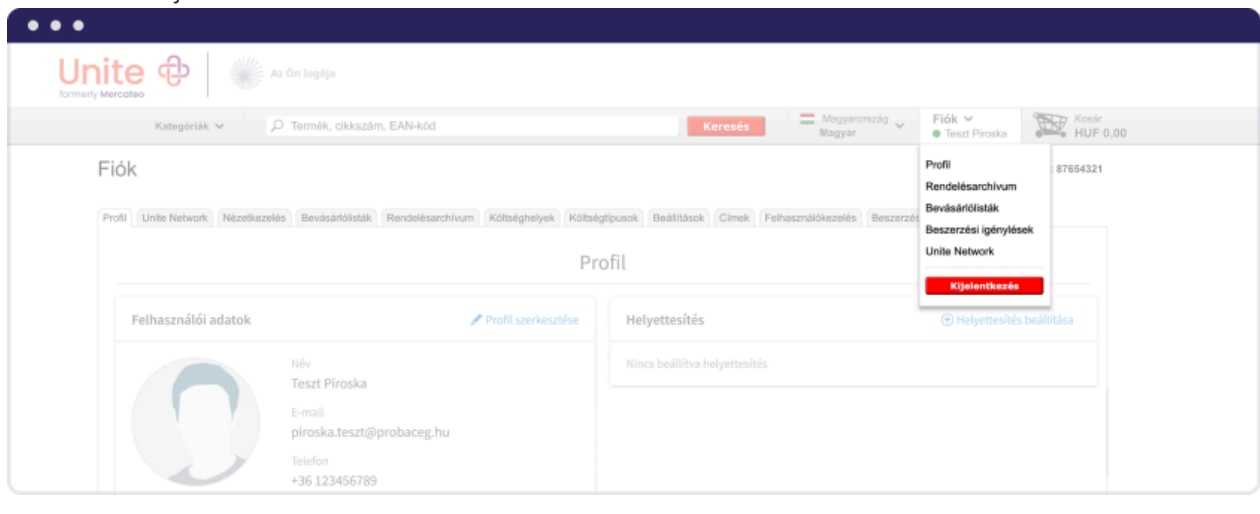 Unite
formerly Mercateo
Az Ön logója
Kategóriák
Termék, cikkszám, EAN-kód
Keresés
Magyarország
Magyar
Fiók
Teszt Piroska
Kosár
HUF 0,00
Fiók
87654321
Profil
Rendelésarchívum
Bevásárlólisták
Beszerzési igénylések
Unite Network
Kijelentkezés
Profil Unite Network Nézetkezelés Bevásárlólisták Rendelésarchívum Költséghelyek Költségtípusok Beállítások Címek Felhasználókezelés
Profil
Felhasználói adatok
Profil szerkesztése
Helyettesítés
Helyettesítés beállítása
Név
Teszt Piroska
Nincs beállítva helyettesítés
E-mail
piroska.teszt@probaceg.hu
Telefon
+36 123456789